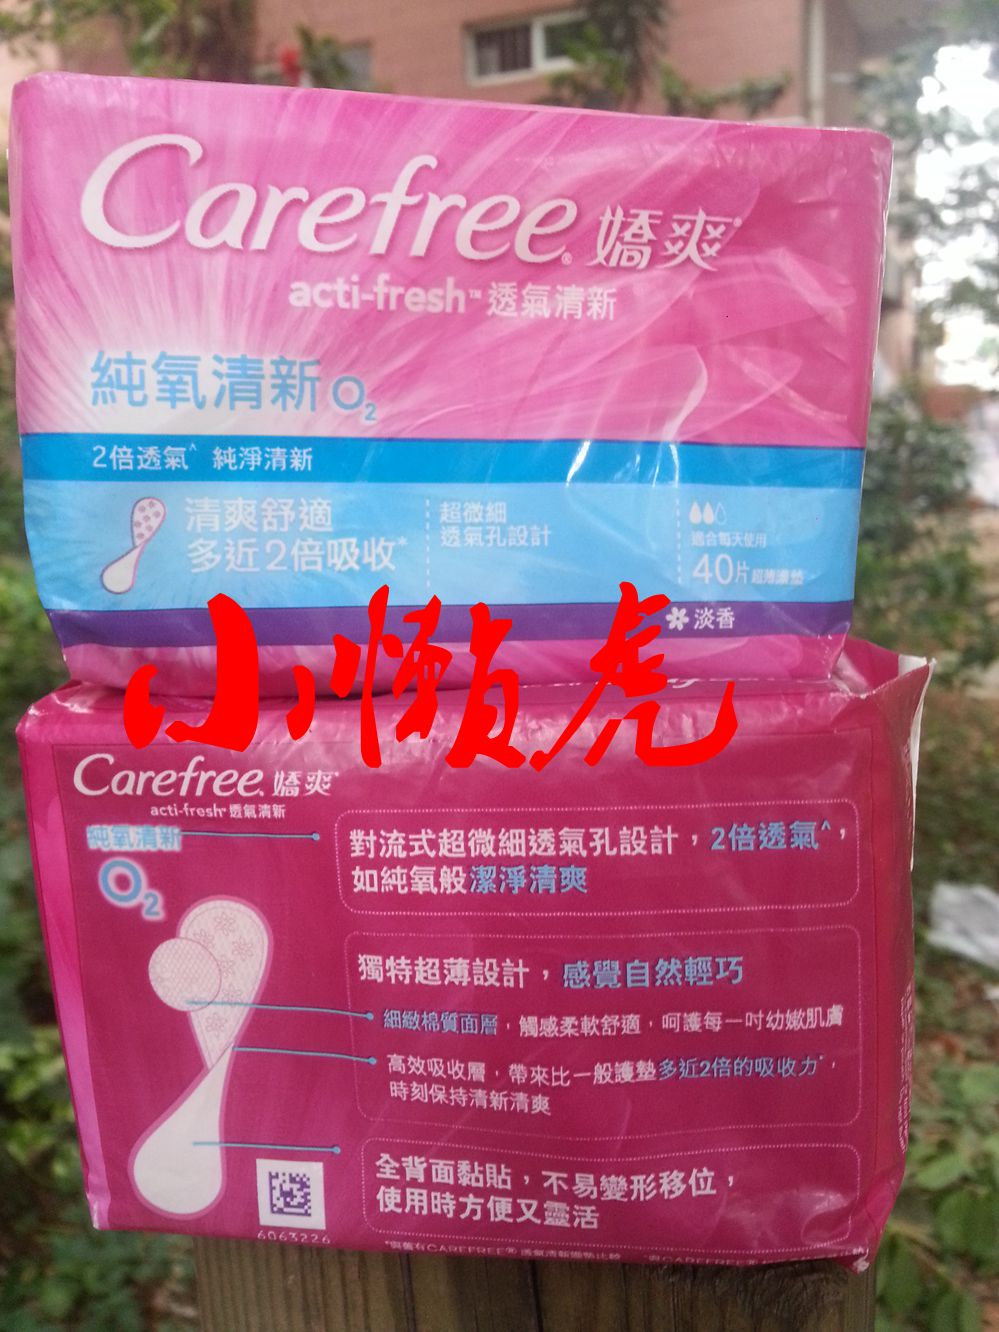 Carefree® 嬌爽®
acti-fresh™ 透氣清新
純氧清新 O₂
2倍透氣^ 純淨清新
清爽舒適
多近2倍吸收*
超微細
透氣孔設計
適合每天使用
40片 超薄護墊
淡香
小懶虎
Carefree® 嬌爽®
acti-fresh™ 透氣清新
純氧清新
O₂
對流式超微細透氣孔設計，2倍透氣^，
如純氧般潔淨清爽
獨特超薄設計，感覺自然輕巧
細緻棉質面層，觸感柔軟舒適，呵護每一吋幼嫩肌膚
高效吸收層，帶來比一般護墊多近2倍的吸收力*，
時刻保持清新清爽
全背面黏貼，不易變形移位，
使用時方便又靈活
6063226